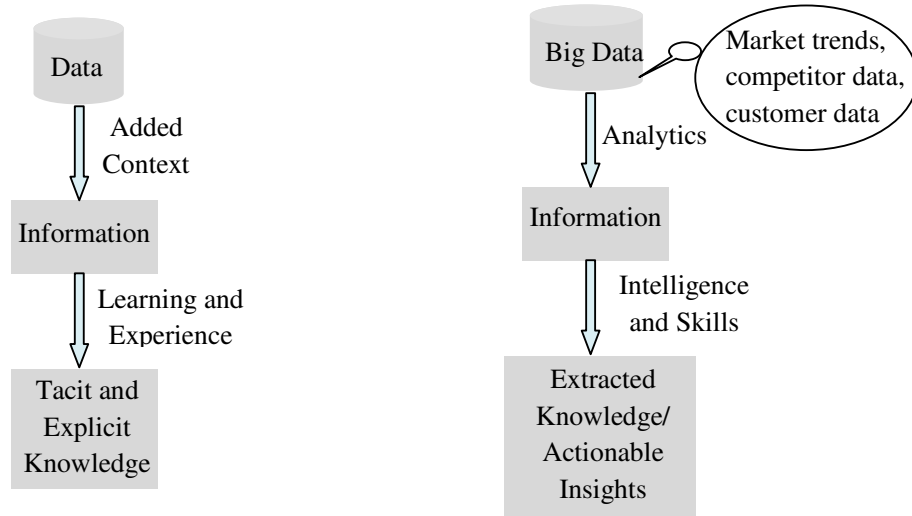 Data
Added
Context
Information
Learning and
Experience
Tacit and
Explicit
Knowledge
Big Data
Market trends,
competitor data,
customer data
Analytics
Information
Intelligence
and Skills
Extracted
Knowledge/
Actionable
Insights